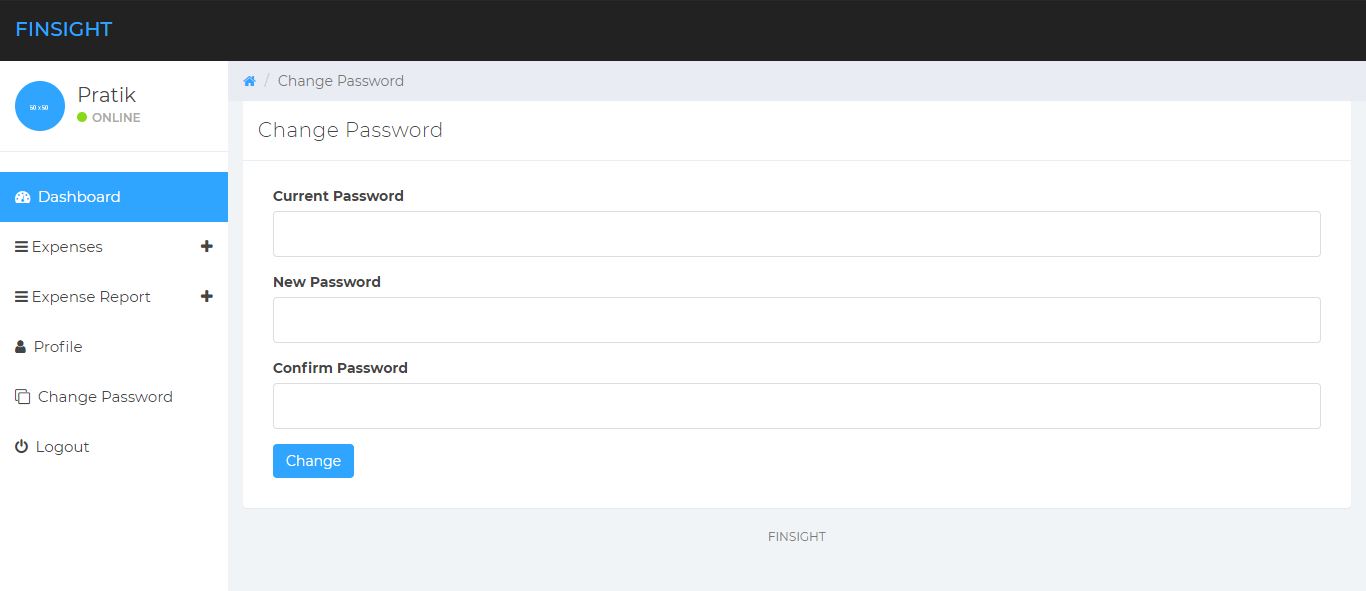 FINSIGHT
50 x 50
Pratik
ONLINE
Dashboard
Expenses
Expense Report
Profile
Change Password
Logout
/ Change Password
Change Password
Current Password
New Password
Confirm Password
Change
FINSIGHT